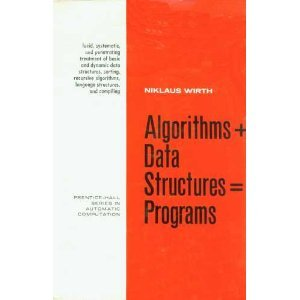 lucid, systematic,
and penetrating
treatment of basic
and dynamic data
structures, sorting,
recursive algorithms,
language structures,
and compiling
NIKLAUS WIRTH
Algorithms +
Data
Structures =
Programs
PRENTICE-HALL
SERIES IN
AUTOMATIC
COMPUTATION